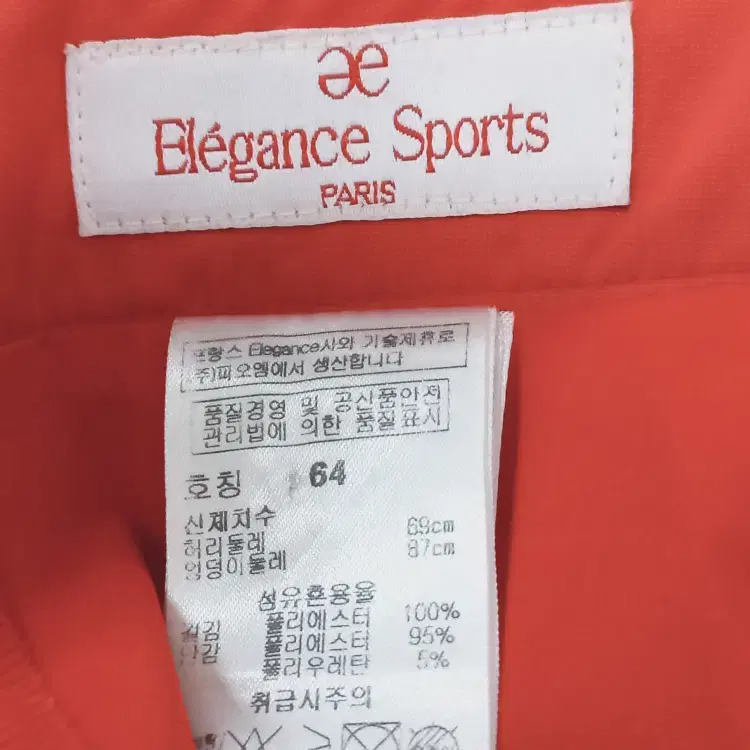 æ
Elégance Sports
PARIS
프랑스 Elegance사와 기술제휴로
(주)피오엠에서 생산합니다
품질경영 및 공산품안전
관리법에 의한 품질표시
호칭 64
신체치수
허리둘레 69cm
엉덩이둘레 87cm
섬유혼용율
겉감 폴리에스터 100%
안감 폴리에스터 95%
폴리우레탄 5%
취급시주의